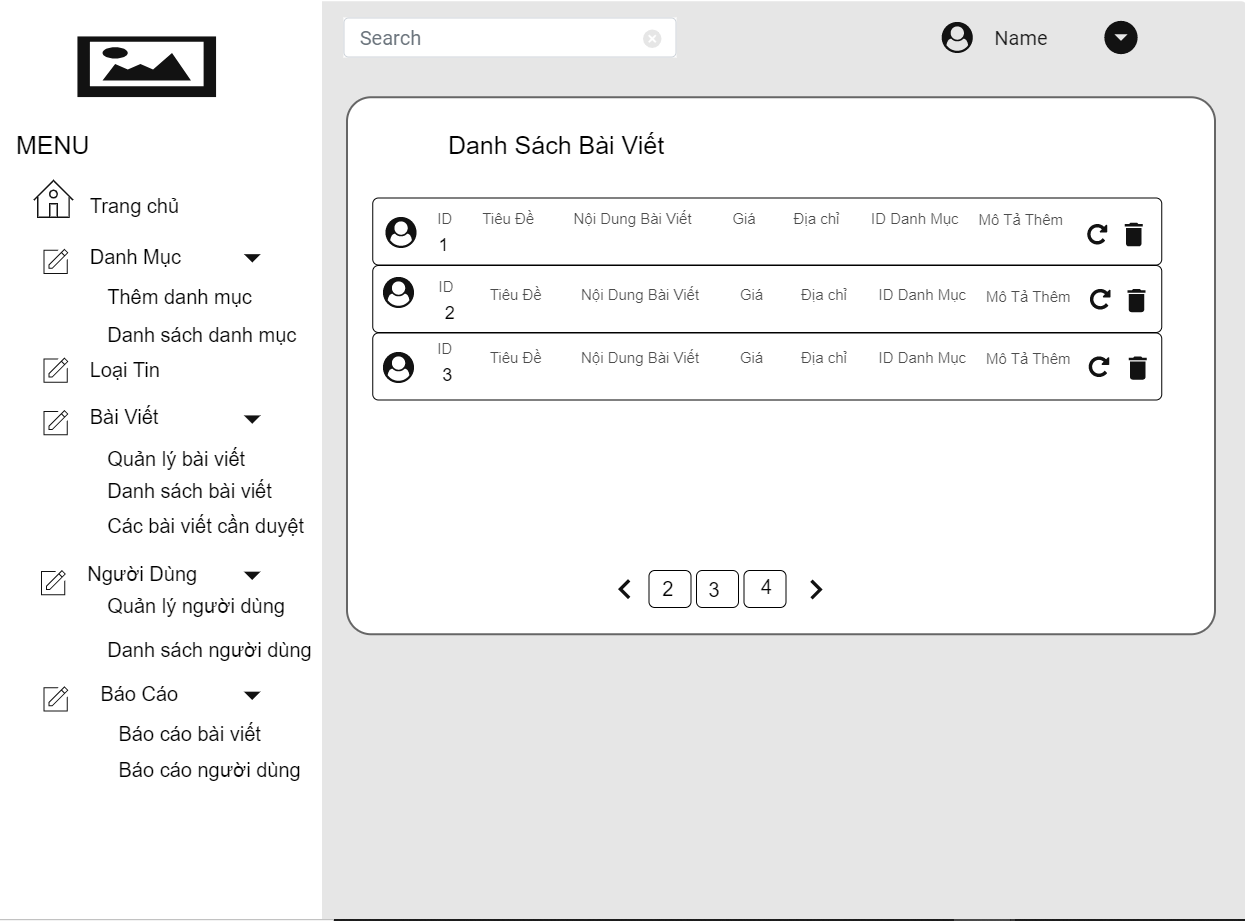 Search
Name
MENU
Trang chủ
Danh Mục
Thêm danh mục
Danh sách danh mục
Loại Tin
Bài Viết
Quản lý bài viết
Danh sách bài viết
Các bài viết cần duyệt
Người Dùng
Quản lý người dùng
Danh sách người dùng
Báo Cáo
Báo cáo bài viết
Báo cáo người dùng
Danh Sách Bài Viết
ID Tiêu Đề Nội Dung Bài Viết Giá Địa chỉ ID Danh Mục Mô Tả Thêm
1
ID Tiêu Đề Nội Dung Bài Viết Giá Địa chỉ ID Danh Mục Mô Tả Thêm
2
ID Tiêu Đề Nội Dung Bài Viết Giá Địa chỉ ID Danh Mục Mô Tả Thêm
3
2 3 4